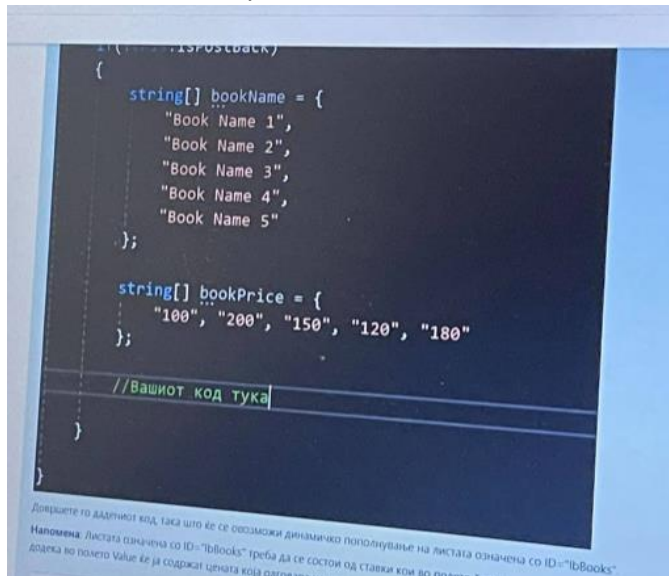 .isPostback)
{
string[] bookName = {
"Book Name 1",
"Book Name 2",
"Book Name 3",
"Book Name 4",
"Book Name 5"
};
string[] bookPrice = {
"100", "200", "150", "120", "180"
};
//Вашиот код тука
}
}
Довршете го дадениот код, така што ќе се овозможи динамичко пополнување на листата означена со ID="lbBooks".
Напомена: Листата означена со ID="lbBooks" треба да се состои од ставки кои во
додека во полето Value ќе ја содржат цената која